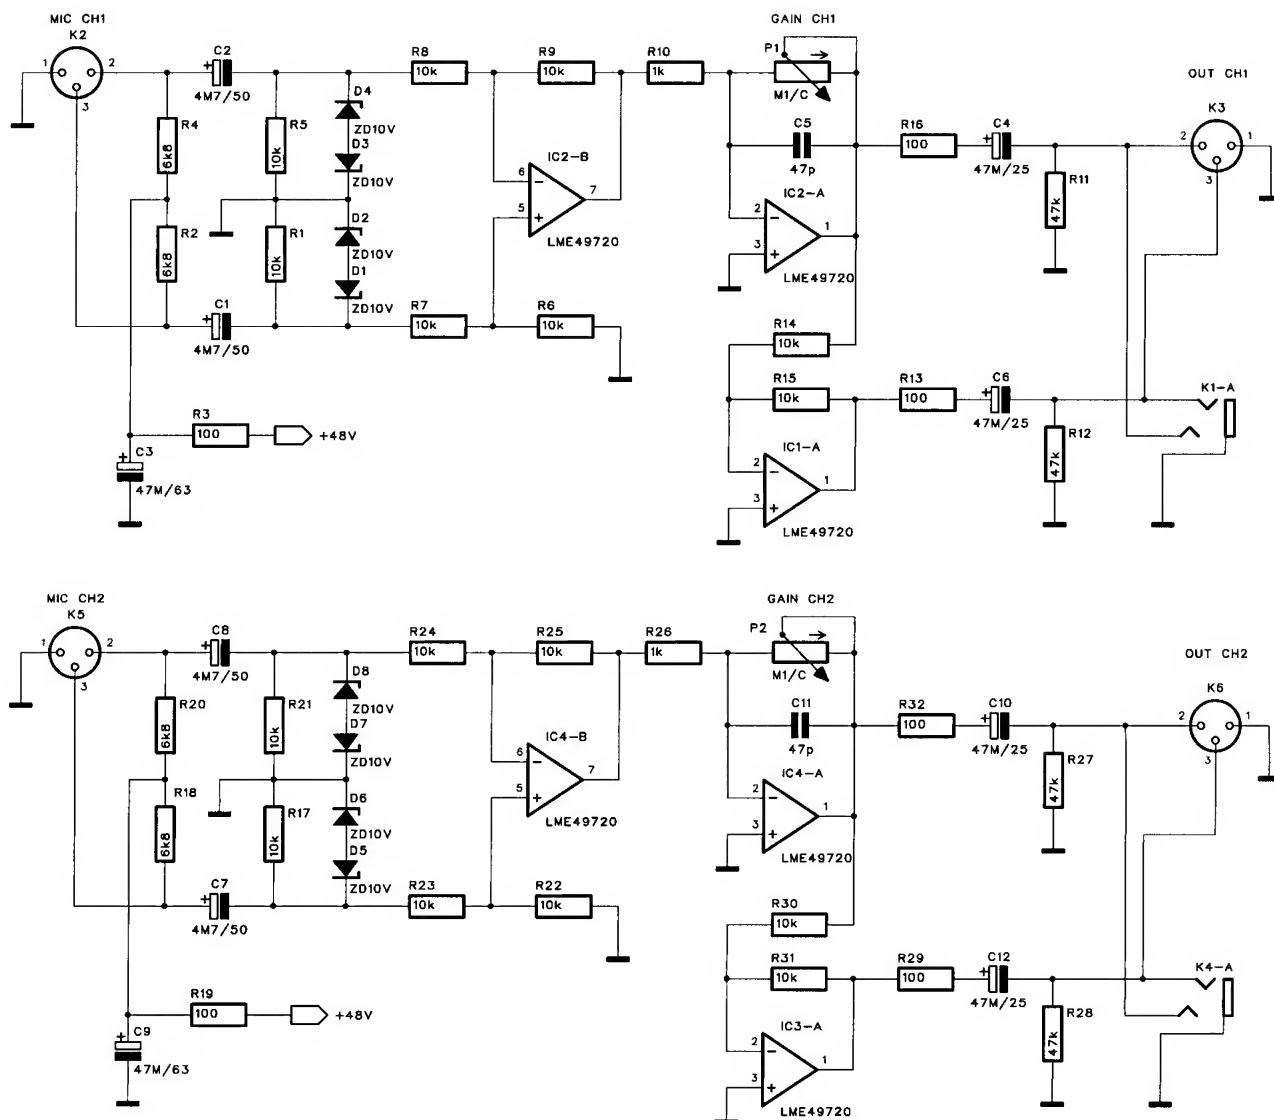 MIC CH1
K2
1
2
3
C2
4M7/50
R8
10k
R9
10k
R10
1k
GAIN CH1
P1
M1/C
R4
6k8
R5
10k
D4
ZD10V
D3
ZD10V
C5
47p
R16
100
C4
47M/25
OUT CH1
K3
2
1
3
IC2-B
6
5
7
LME49720
IC2-A
2
3
1
LME49720
R11
47k
R2
6k8
R1
10k
D2
ZD10V
D1
ZD10V
C1
4M7/50
R7
10k
R6
10k
R14
10k
R15
10k
R13
100
C6
47M/25
K1-A
R3
100
+48V
C3
47M/63
IC1-A
2
3
1
LME49720
R12
47k
MIC CH2
K5
1
2
3
C8
4M7/50
R24
10k
R25
10k
R26
1k
GAIN CH2
P2
M1/C
R20
6k8
R21
10k
D8
ZD10V
D7
ZD10V
C11
47p
R32
100
C10
47M/25
OUT CH2
K6
2
1
3
IC4-B
6
5
7
LME49720
IC4-A
2
3
1
LME49720
R27
47k
R18
6k8
R17
10k
D6
ZD10V
D5
ZD10V
C7
4M7/50
R23
10k
R22
10k
R30
10k
R31
10k
R29
100
C12
47M/25
K4-A
R19
100
+48V
C9
47M/63
IC3-A
2
3
1
LME49720
R28
47k